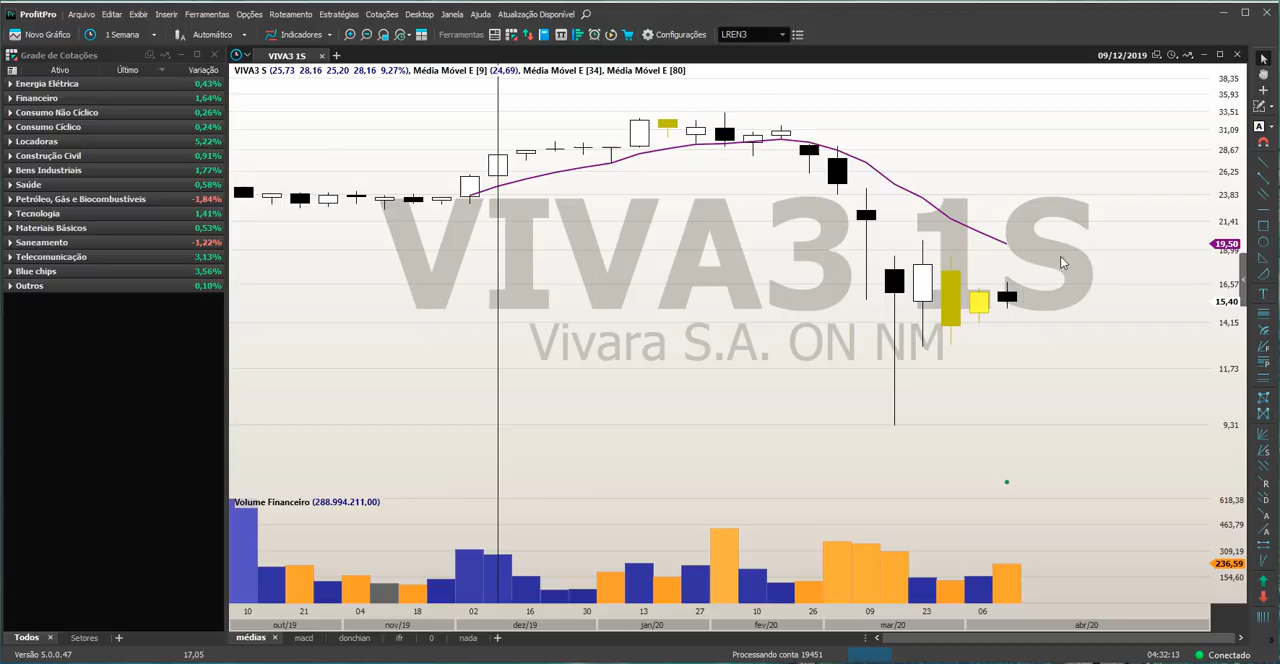 ProfitPro Arquivo Editar Exibir Inserir Ferramentas Opções Roteamento Estratégias Cotações Desktop Janela Ajuda Atualização Disponível
Novo Gráfico 1 Semana Automático Indicadores Ferramentas Configurações LREN3
Grade de Cotações VIVA3 1S 09/12/2019
Ativo Último Variação
Energia Elétrica 0,43%
Financeiro 1,64%
Consumo Não Cíclico 0,26%
Consumo Cíclico 0,24%
Locadoras 5,22%
Construição Civil 0,91%
Bens Industriais 1,77%
Saúde 0,58%
Petróleo, Gás e Biocombustíveis -1,84%
Tecnologia 1,41%
Materiais Básicos 0,53%
Saneamento -1,22%
Telecomunicação 3,13%
Blue chips 3,56%
Outros 0,10%
VIVA3 S (25,73 28,16 25,20 28,16 9,27%), Média Móvel E [9] (24,69), Média Móvel E [34], Média Móvel E [80]
VIVA3 1S
Vivara S.A. ON NM
38,35
35,93
33,51
31,09
28,67
26,25
23,83
21,41
19,50
18,99
16,57
15,40
14,15
11,73
9,31
Volume Financeiro (288.994.211,00)
618,38
463,79
309,19
236,59
154,60
10 21 04 18 02 16 30 13 27 10 26 09 23 06
out/19 nov/19 dez/19 jan/20 fev/20 mar/20 abr/20
Todos Setores médias macd donchian ifr 0 nada
Versão 5.0.0.47 17,05 Processando conta 19451 04:32:13 Conectado